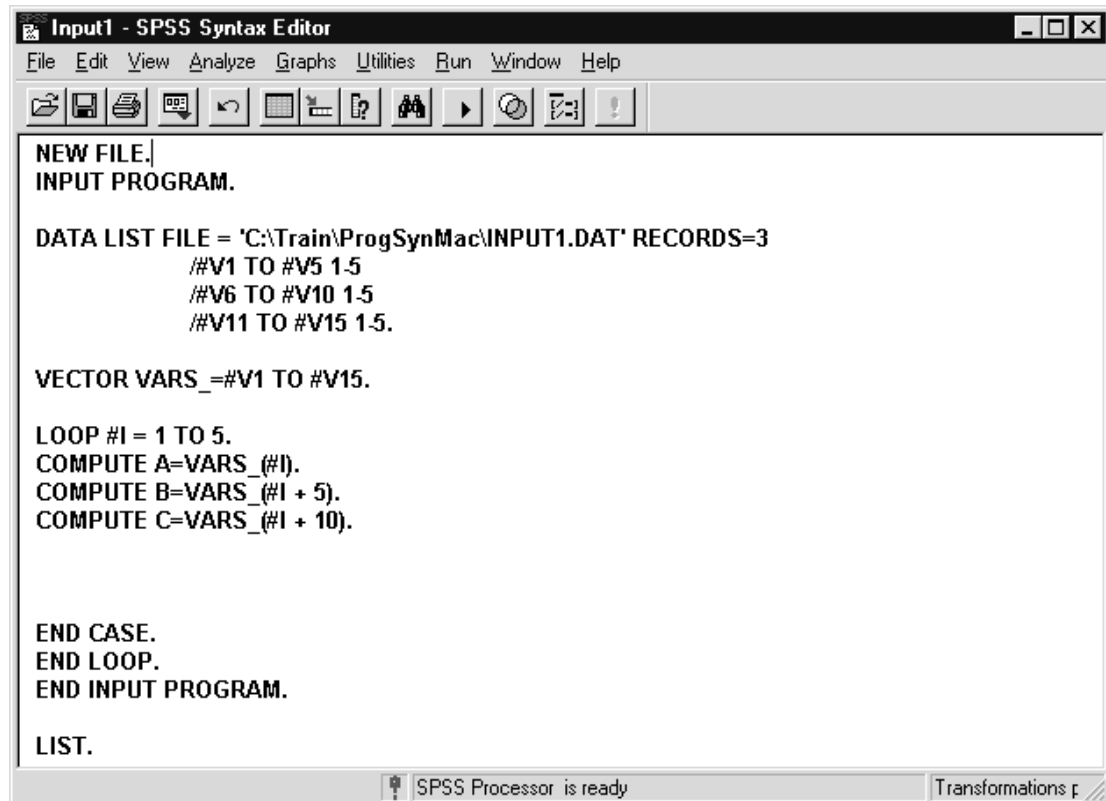 Input1 - SPSS Syntax Editor
File Edit View Analyze Graphs Utilities Run Window Help
NEW FILE.
INPUT PROGRAM.
DATA LIST FILE = 'C:\Train\ProgSynMac\INPUT1.DAT' RECORDS=3
/#V1 TO #V5 1-5
/#V6 TO #V10 1-5
/#V11 TO #V15 1-5.
VECTOR VARS_=#V1 TO #V15.
LOOP #I = 1 TO 5.
COMPUTE A=VARS_(#I).
COMPUTE B=VARS_(#I + 5).
COMPUTE C=VARS_(#I + 10).
END CASE.
END LOOP.
END INPUT PROGRAM.
LIST.
SPSS Processor is ready
Transformations p